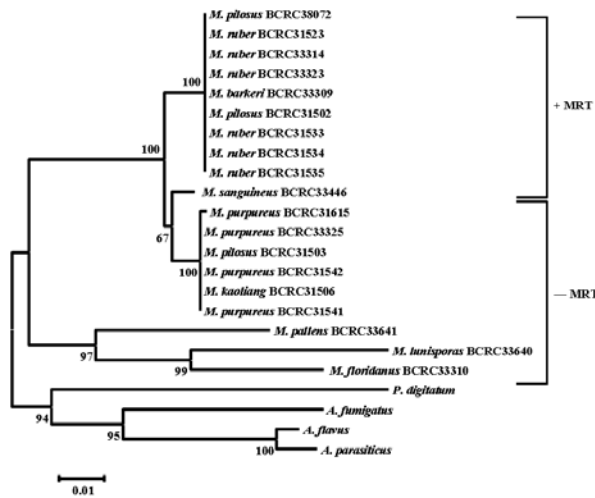 M. pilosus BCRC38072
M. ruber BCRC31523
M. ruber BCRC33314
M. ruber BCRC33323
100
M. barkeri BCRC33309
+ MRT
M. pilosus BCRC31502
M. ruber BCRC31533
100
M. ruber BCRC31534
M. ruber BCRC31535
M. sanguineus BCRC33446
M. purpureus BCRC31615
M. purpureus BCRC33325
67
M. pilosus BCRC31503
100
M. purpureus BCRC31542
M. kaoliang BCRC31506
— MRT
M. purpureus BCRC31541
M. pallens BCRC33641
97
M. lunisporas BCRC33640
99
M. floridanus BCRC33310
P. digitatum
94
A. fumigatus
95
A. flavus
100
A. parasiticus
0.01